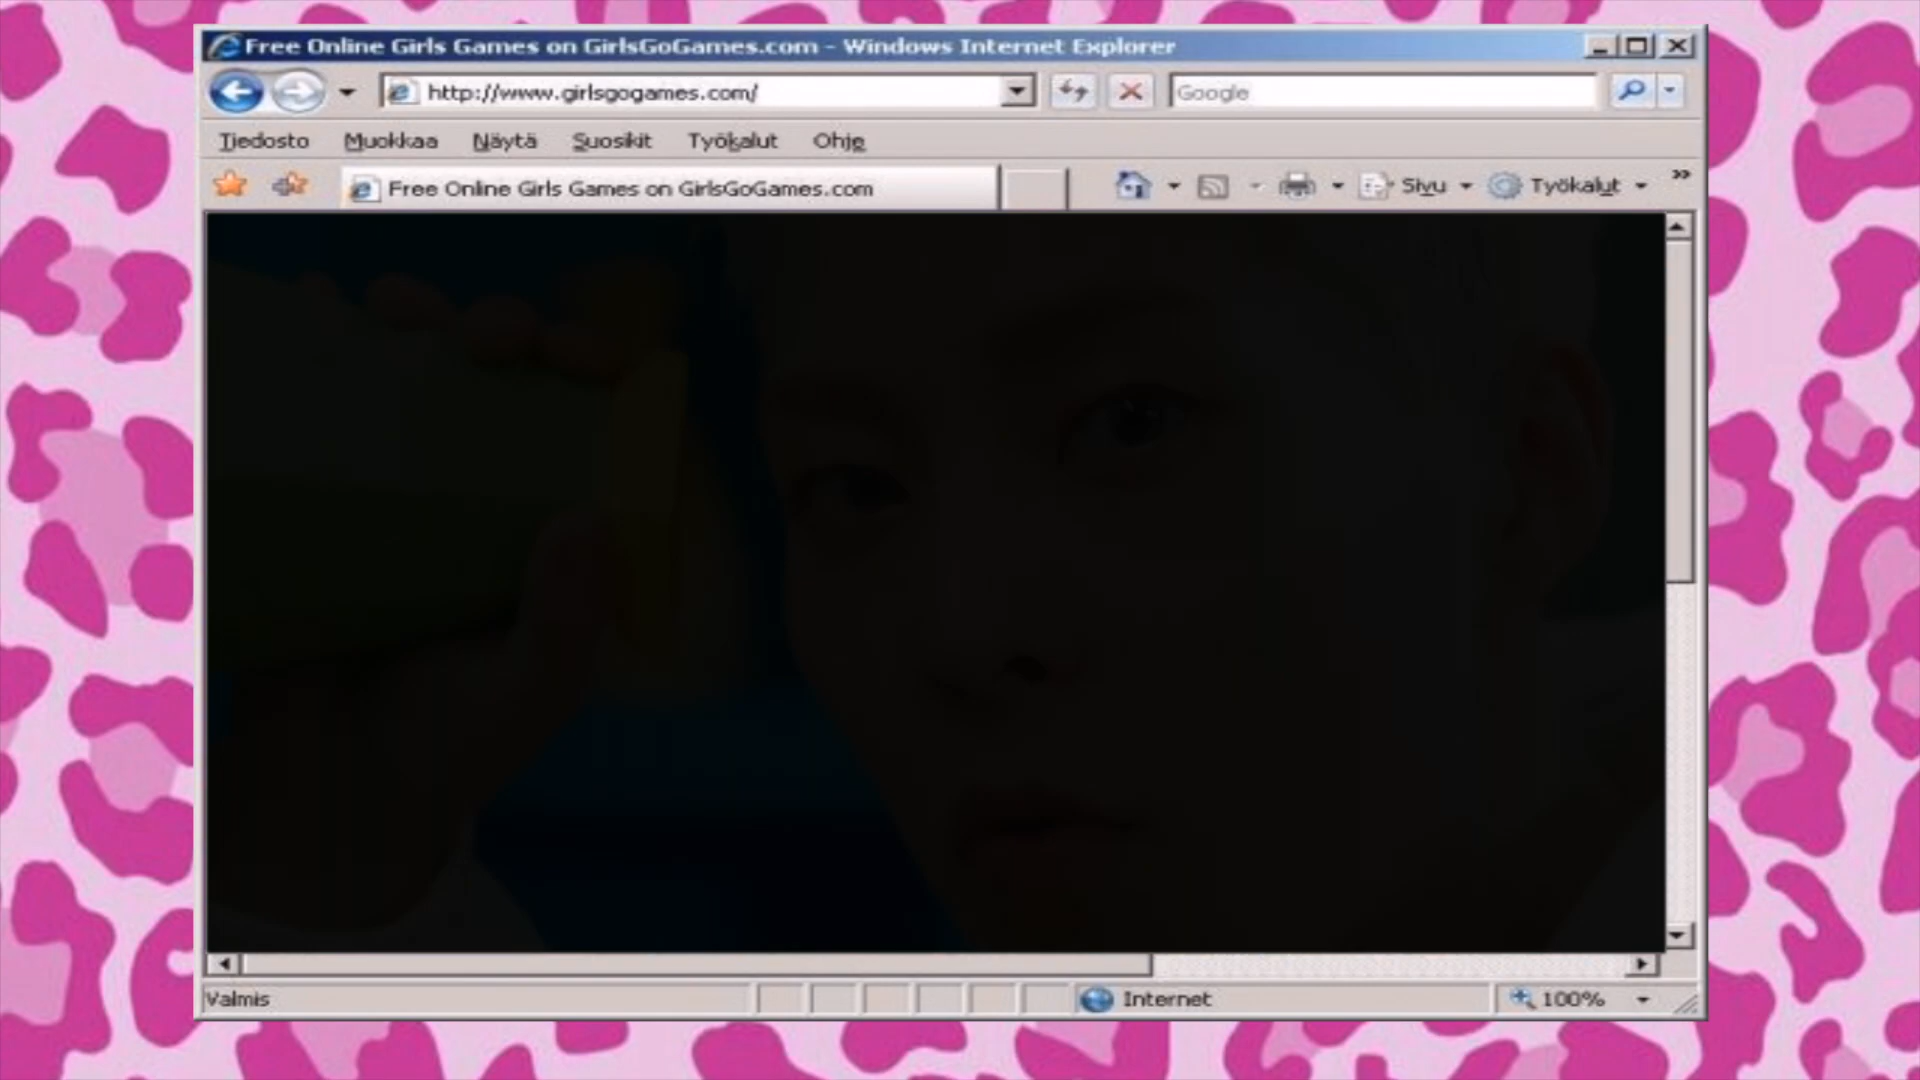 Free Online Girls Games on GirlsGoGames.com - Windows Internet Explorer
http://www.girlsgogames.com/
Google
Tiedosto Muokkaa Näytä Suosikit Työkalut Ohje
Free Online Girls Games on GirlsGoGames.com
Sivu Työkalut »
Valmis
Internet
100%